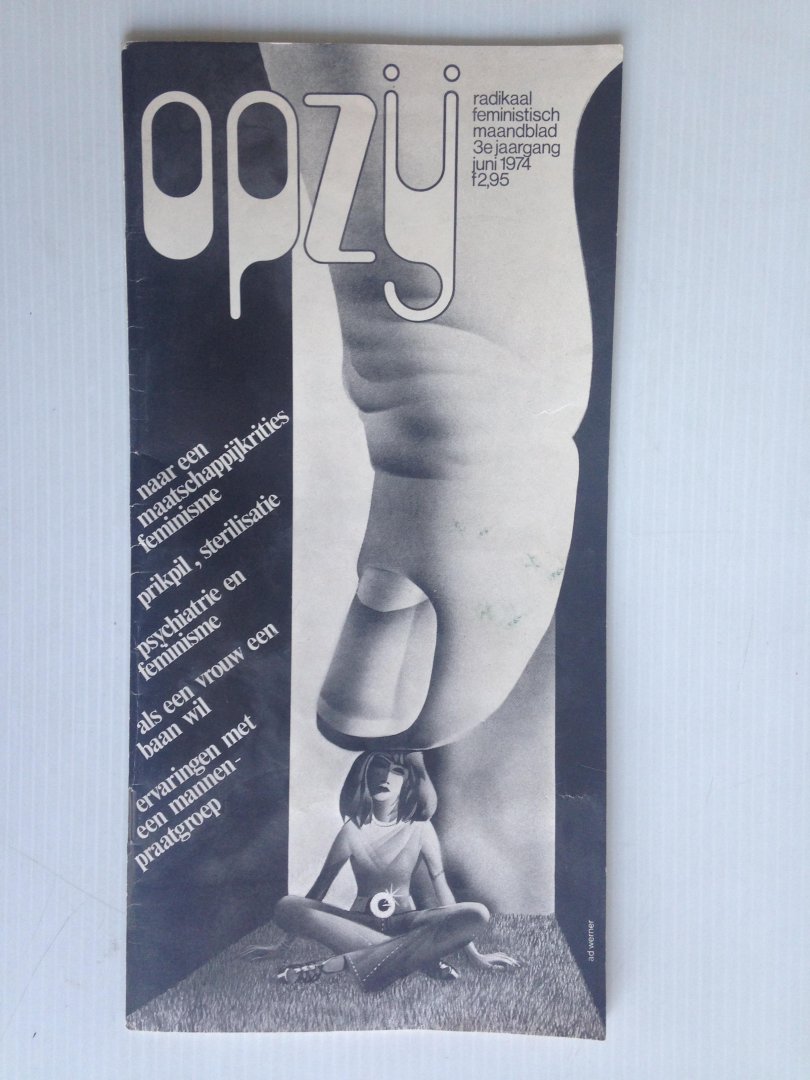 opzij
radikaal
feministisch
maandblad
3e jaargang
juni 1974
f2,95
naar een
maatschappijkrities
feminisme
prikpil, sterilisatie
psychiatrie en
feminisme
als een vrouw een
baan wil
ervaringen met
een mannen-
praatgroep
ad werner